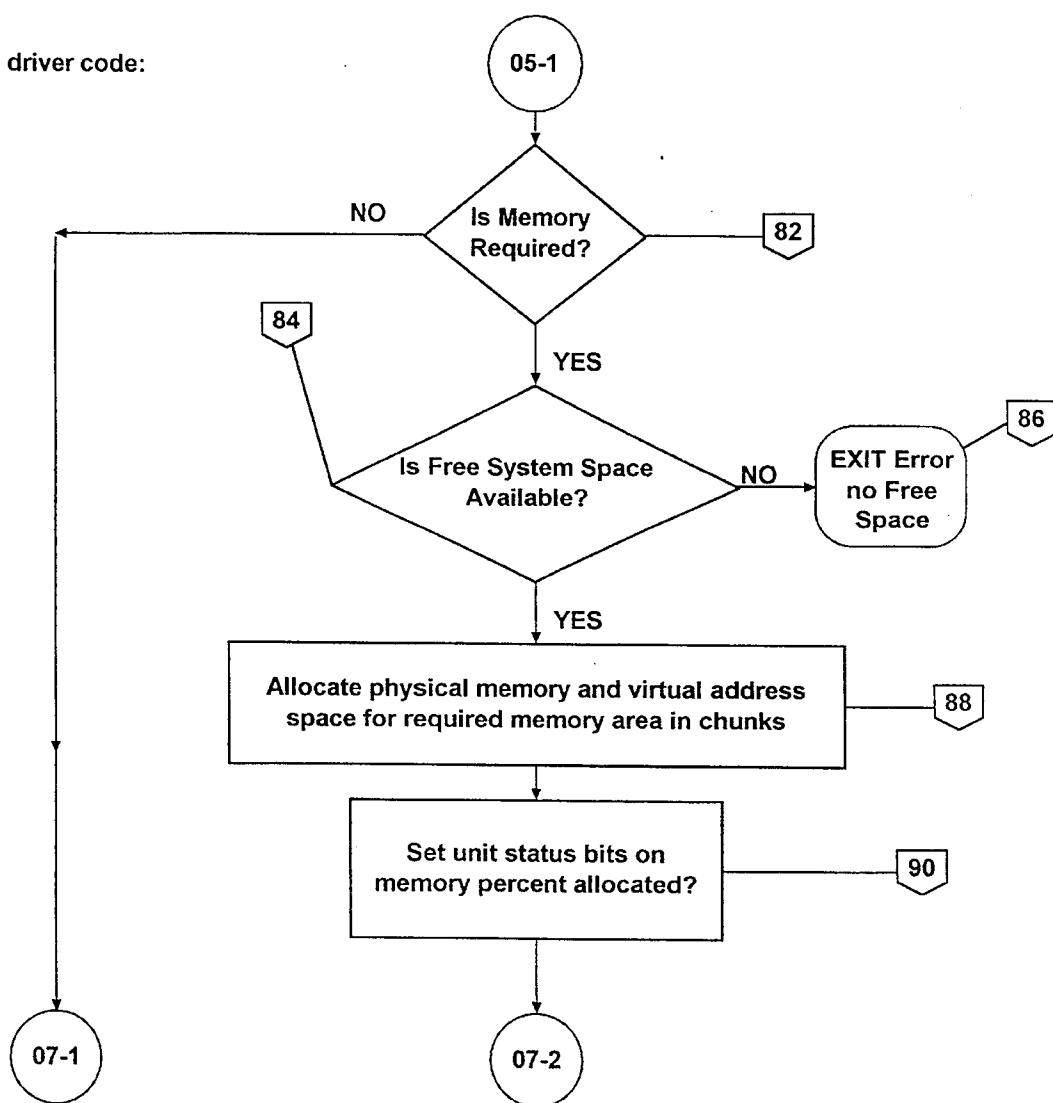 driver code:
05-1
NO
Is Memory
Required?
82
84
YES
Is Free System Space
Available?
NO
EXIT Error
no Free
Space
86
YES
Allocate physical memory and virtual address
space for required memory area in chunks
88
Set unit status bits on
memory percent allocated?
90
07-1
07-2